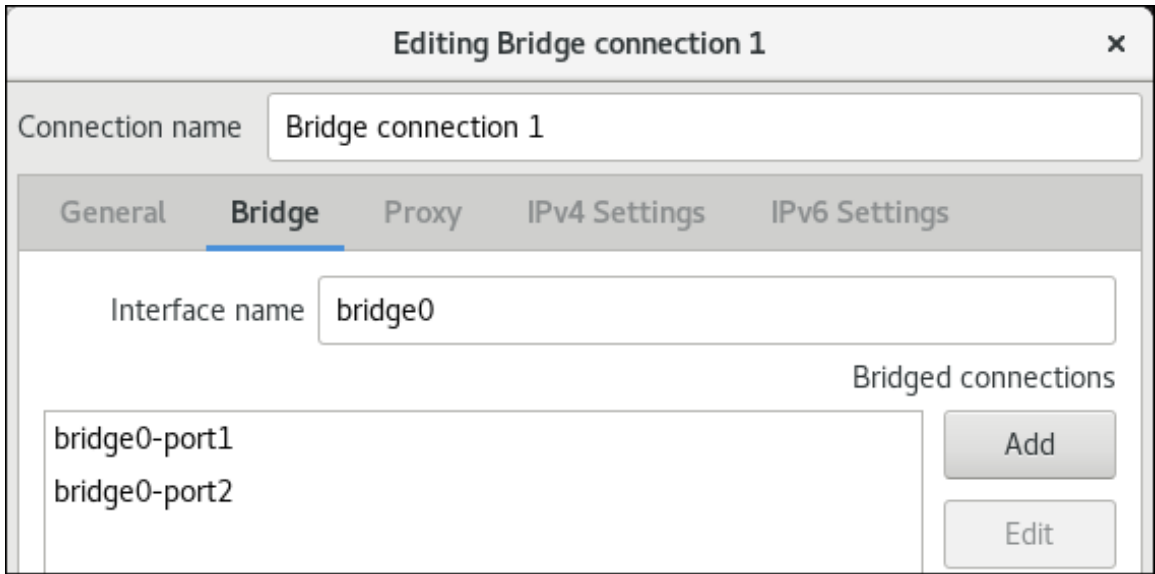 Editing Bridge connection 1 ×
Connection name Bridge connection 1
General Bridge Proxy IPv4 Settings IPv6 Settings
Interface name bridge0
Bridged connections
bridge0-port1 Add
bridge0-port2
Edit